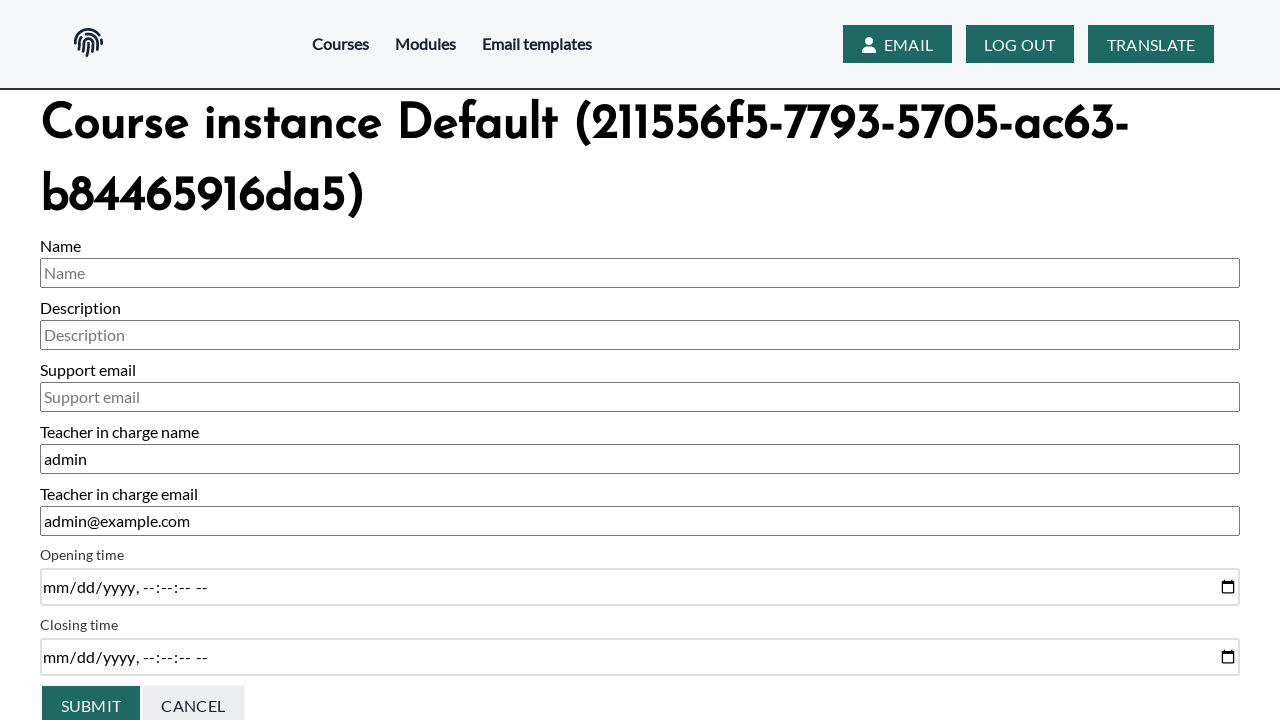 Courses Modules Email templates EMAIL LOG OUT TRANSLATE
Course instance Default (211556f5-7793-5705-ac63-
b84465916da5)
Name
Name
Description
Description
Support email
Support email
Teacher in charge name
admin
Teacher in charge email
admin@example.com
Opening time
mm/dd/yyyy, --:--:-- --
Closing time
mm/dd/yyyy, --:--:-- --
SUBMIT CANCEL